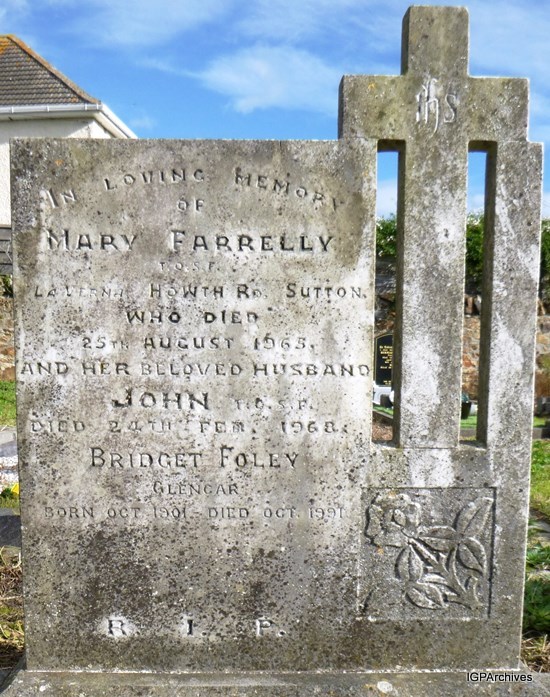 IN LOVING MEMORY
OF
MARY FARRELLY
T.O.S.F.
LAVERNA HOWTH RD. SUTTON.
WHO DIED
25TH AUGUST 1965.
AND HER BELOVED HUSBAND
JOHN T.O.S.F.
DIED 24TH FEB. 1968.
BRIDGET FOLEY
GLENCAR
BORN OCT. 1901 - DIED OCT. 1991
R. I. P.
IHS
IGPArchives